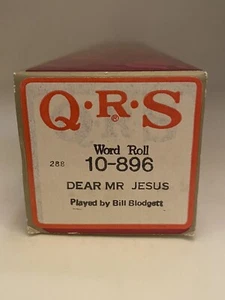 Q·R·S
Word Roll
288 10-896
DEAR MR JESUS
Played by Bill Blodgett